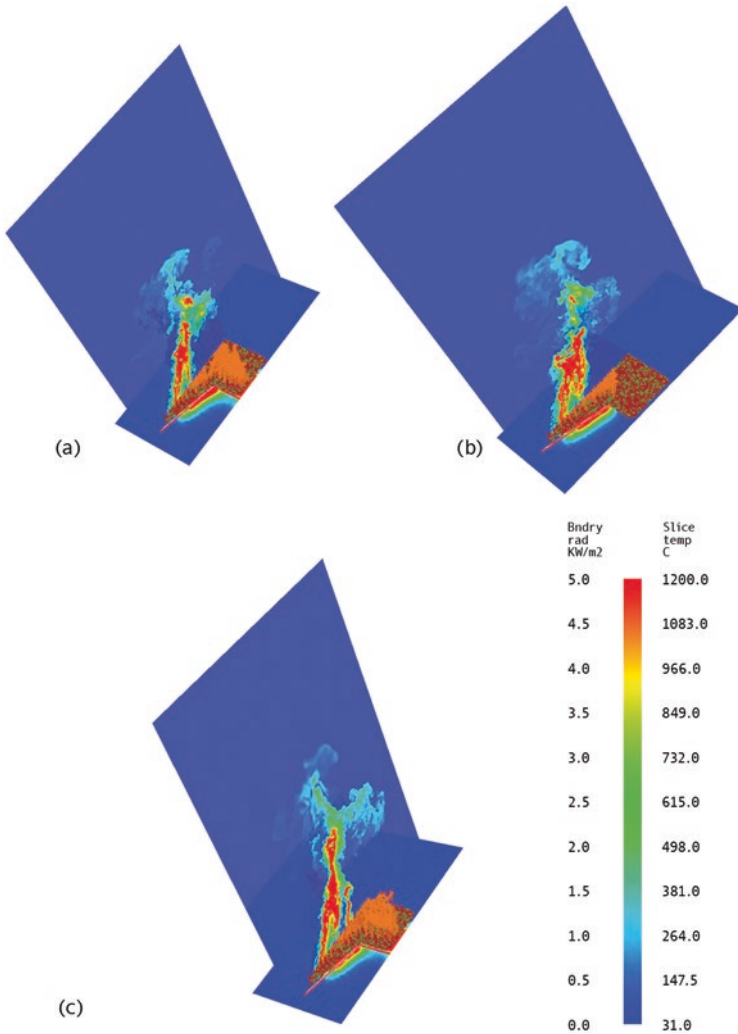 (a)
(b)
Bndry Slice
rad temp
KW/m2 C
5.0 1200.0
4.5 1083.0
4.0 966.0
3.5 849.0
3.0 732.0
2.5 615.0
2.0 498.0
1.5 381.0
1.0 264.0
0.5 147.5
0.0 31.0
(c)